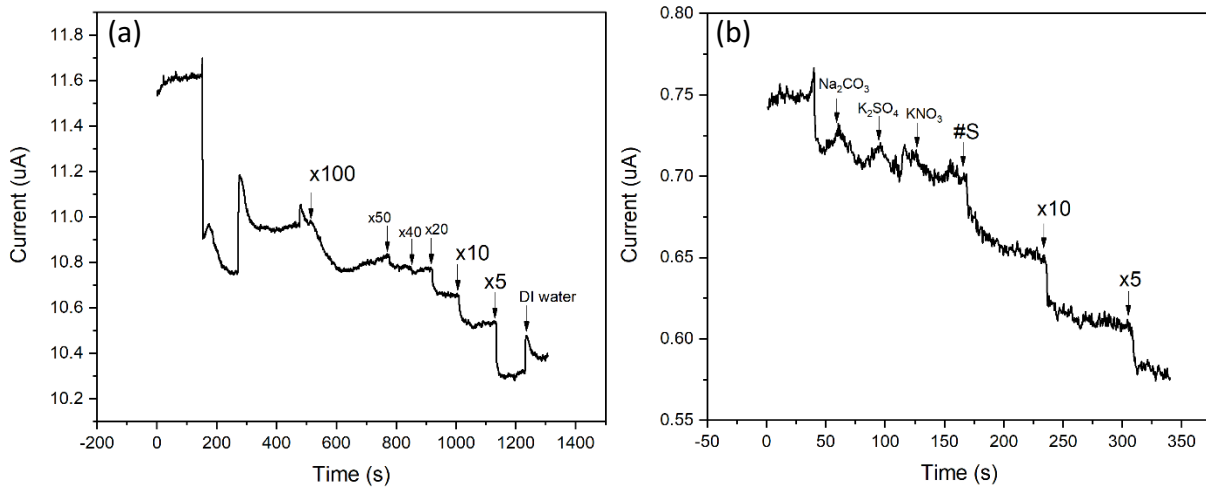 (a)
11.8
11.6
11.4
11.2
11.0
10.8
10.6
10.4
10.2
Current (uA)
x100
x50
x40
x20
x10
x5
DI water
-200
0
200
400
600
800
1000
1200
1400
Time (s)
(b)
0.80
0.75
0.70
0.65
0.60
0.55
Current (uA)
Na₂CO₃
K₂SO₄
KNO₃
#S
x10
x5
-50
0
50
100
150
200
250
300
350
Time (s)